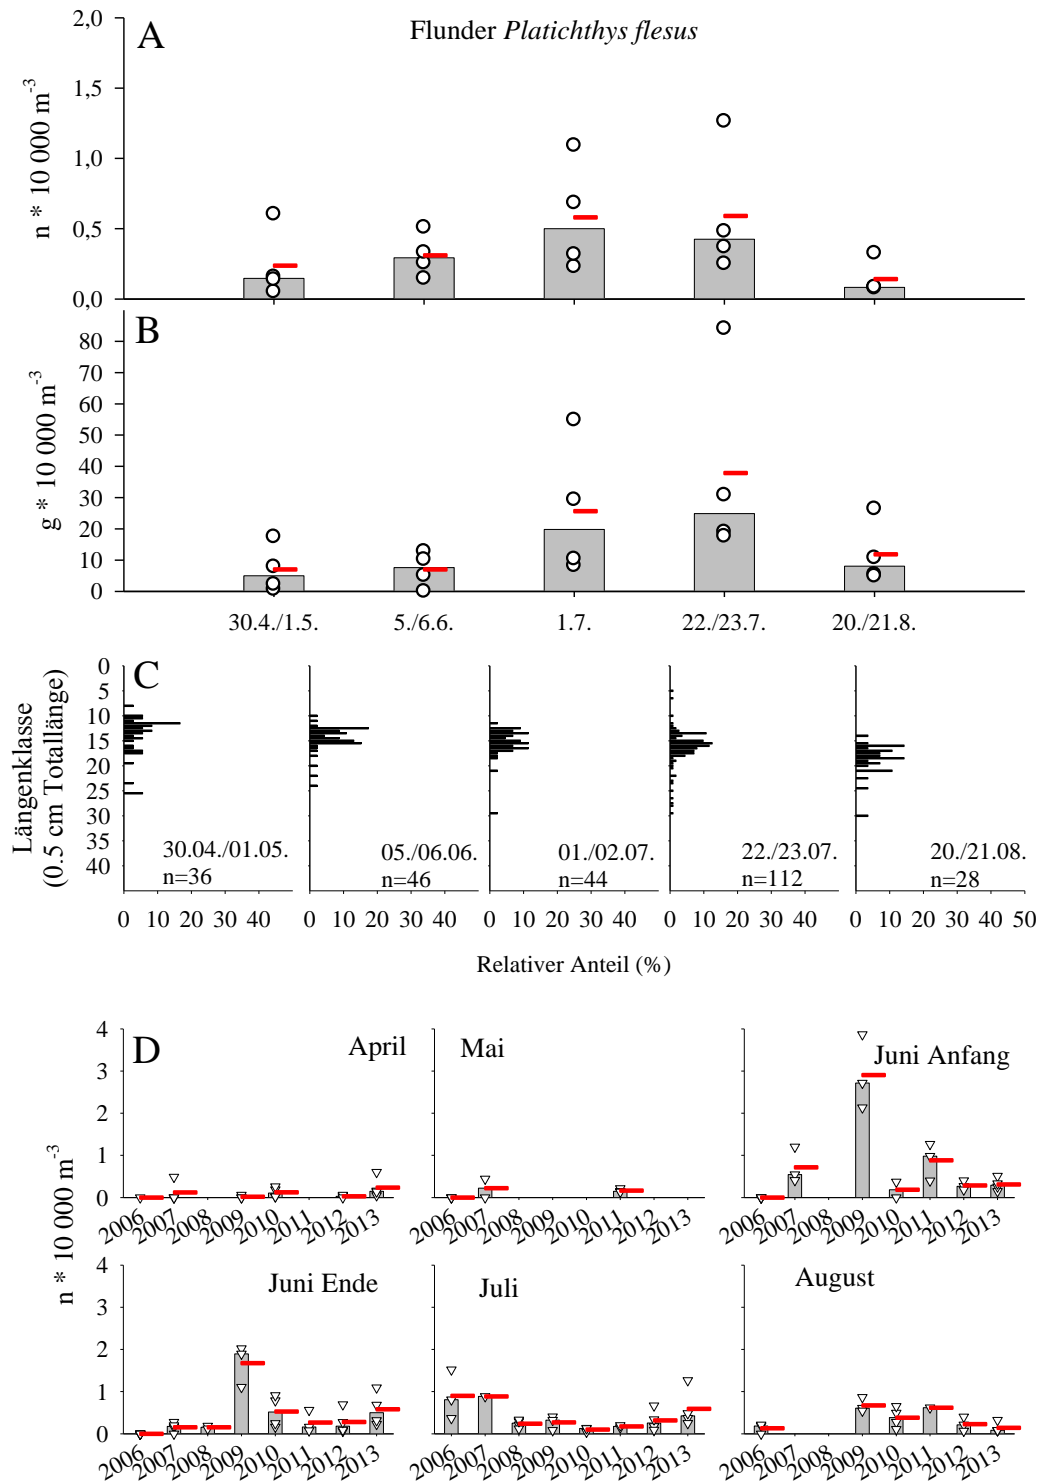 A
Flunder Platichthys flesus
2,0
1,5
1,0
0,5
0,0
n * 10 000 m-3
B
80
70
60
50
40
30
20
10
0
g * 10 000 m-3
30.4./1.5.
5./6.6.
1.7.
22./23.7.
20./21.8.
C
0
5
10
15
20
25
30
35
40
Längenklasse
(0.5 cm Totallänge)
30.04./01.05.
n=36
05./06.06.
n=46
01./02.07.
n=44
22./23.07.
n=112
20./21.08.
n=28
0 10 20 30 40
0 10 20 30 40
0 10 20 30 40
0 10 20 30 40
0 10 20 30 40 50
Relativer Anteil (%)
D
n * 10 000 m-3
4
3
2
1
0
April
2006 2007 2008 2009 2010 2011 2012 2013
Mai
2006 2007 2008 2009 2010 2011 2012 2013
Juni Anfang
2006 2007 2008 2009 2010 2011 2012 2013
4
3
2
1
0
Juni Ende
2006 2007 2008 2009 2010 2011 2012 2013
Juli
2006 2007 2008 2009 2010 2011 2012 2013
August
2006 2007 2008 2009 2010 2011 2012 2013